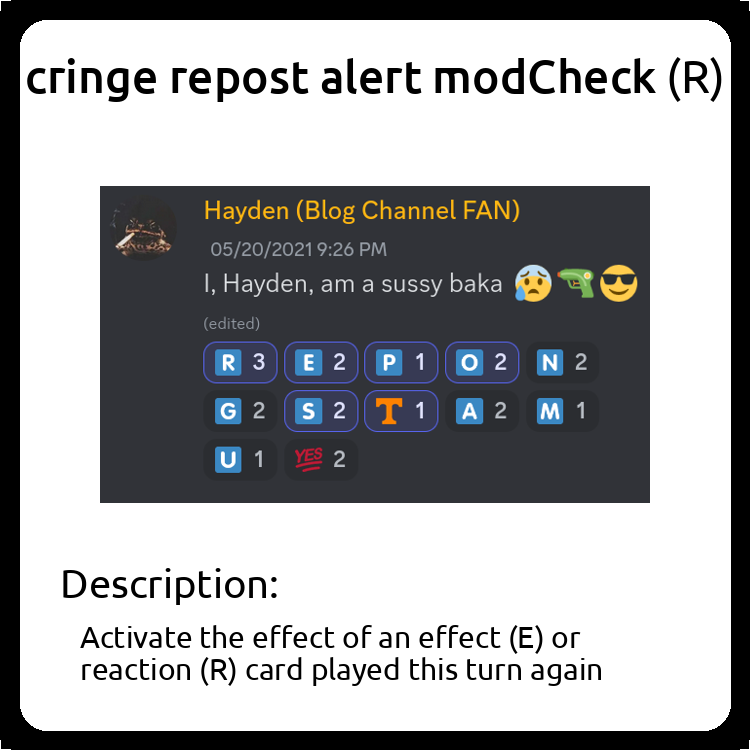 cringe repost alert modCheck (R)
Hayden (Blog Channel FAN)
05/20/2021 9:26 PM
I, Hayden, am a sussy baka 😰🔫😎
(edited)
R 3 E 2 P 1 O 2 N 2
G 2 S 2 T 1 A 2 M 1
U 1 YES 2
Description:
Activate the effect of an effect (E) or
reaction (R) card played this turn again